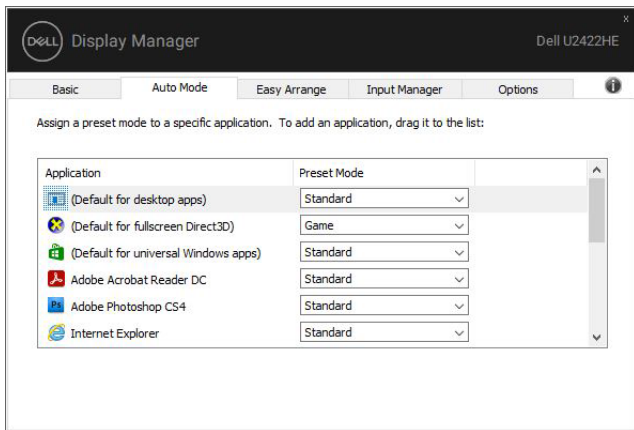 x
DELL Display Manager Dell U2422HE
Basic Auto Mode Easy Arrange Input Manager Options i
Assign a preset mode to a specific application. To add an application, drag it to the list:
Application Preset Mode
(Default for desktop apps) Standard
(Default for fullscreen Direct3D) Game
(Default for universal Windows apps) Standard
Adobe Acrobat Reader DC Standard
Ps Adobe Photoshop CS4 Standard
Internet Explorer Standard